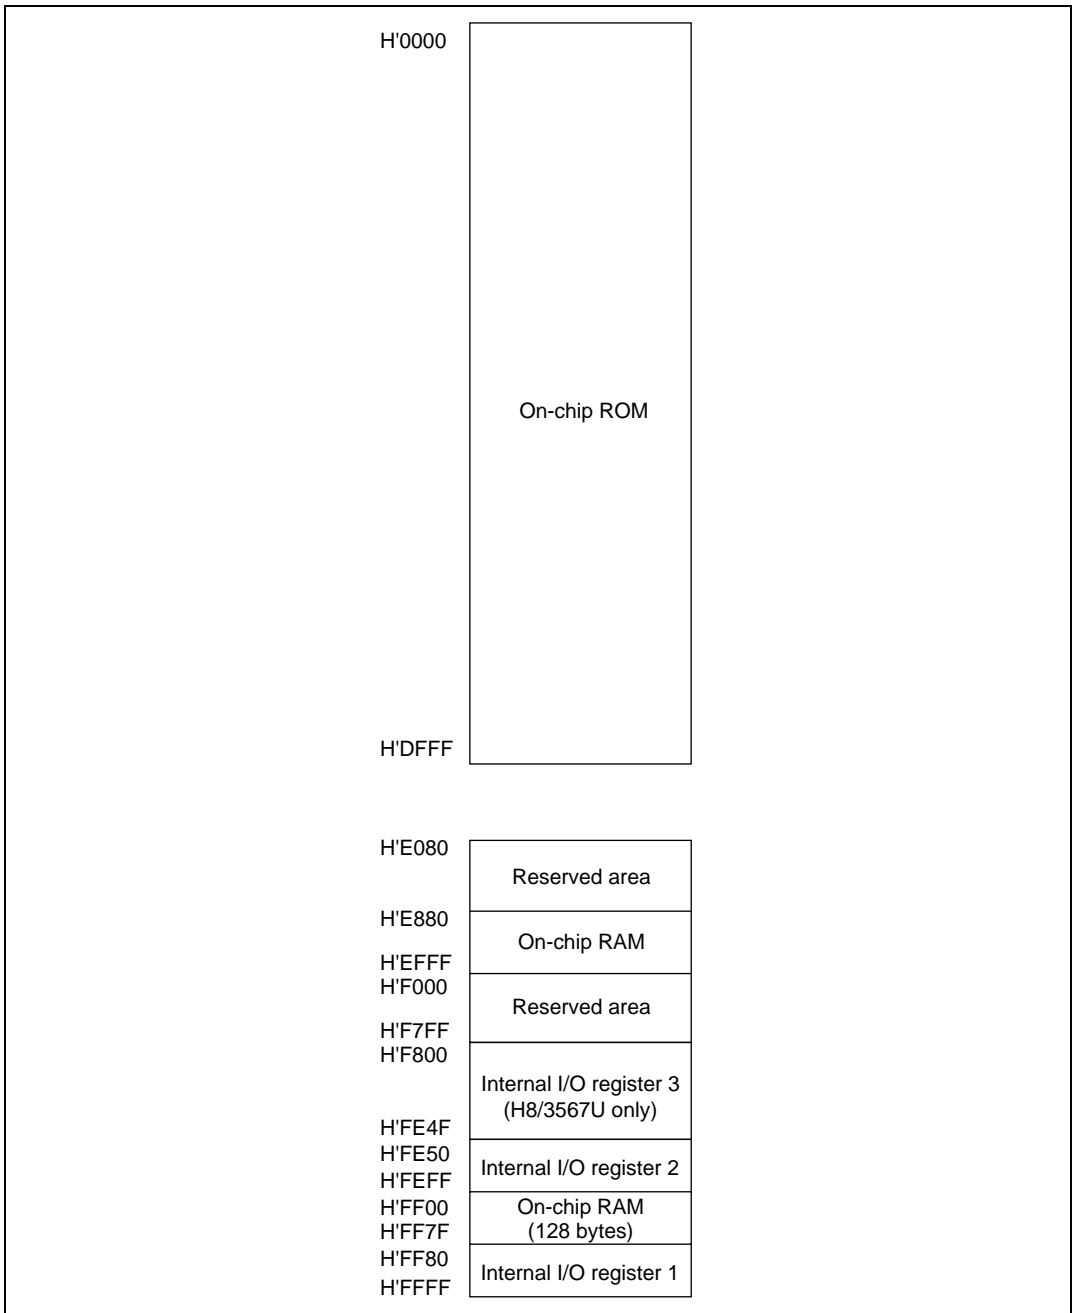 H'0000
On-chip ROM
H'DFFF
H'E080
Reserved area
H'E880
On-chip RAM
H'EFFF
H'F000
Reserved area
H'F7FF
H'F800
Internal I/O register 3
(H8/3567U only)
H'FE4F
H'FE50
Internal I/O register 2
H'FEFF
H'FF00
On-chip RAM
H'FF7F
(128 bytes)
H'FF80
Internal I/O register 1
H'FFFF